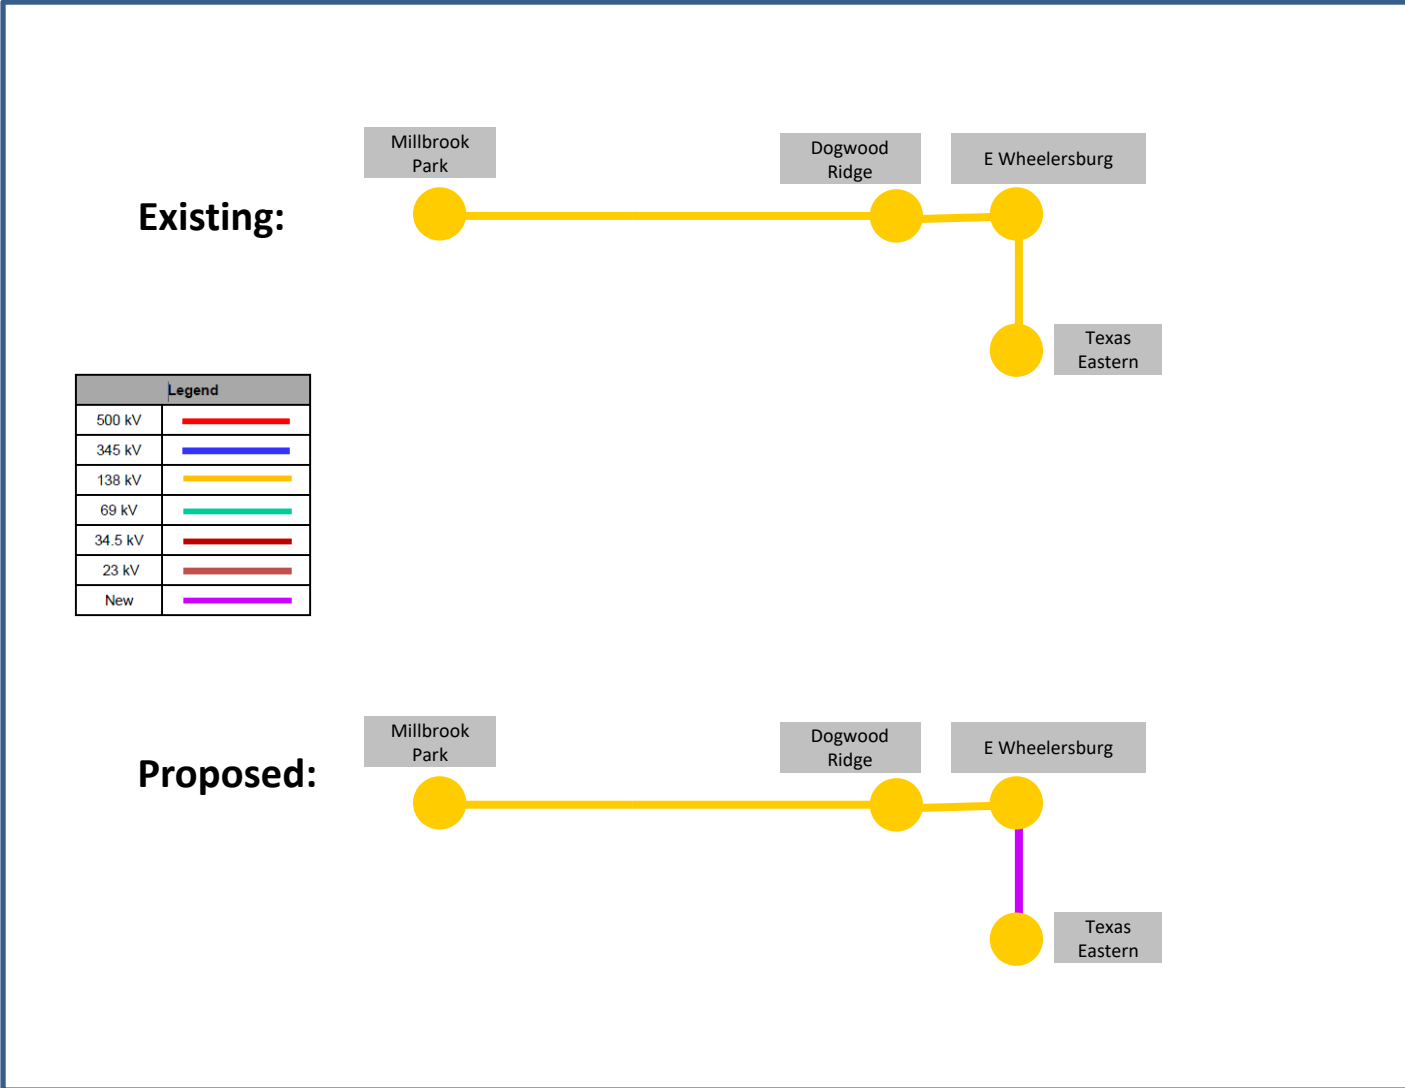 Millbrook
Park
Dogwood
Ridge
E Wheelersburg
Existing:
Texas
Eastern
Legend
500 kV
345 kV
138 kV
69 kV
34.5 kV
23 kV
New
Millbrook
Park
Dogwood
Ridge
E Wheelersburg
Proposed:
Texas
Eastern